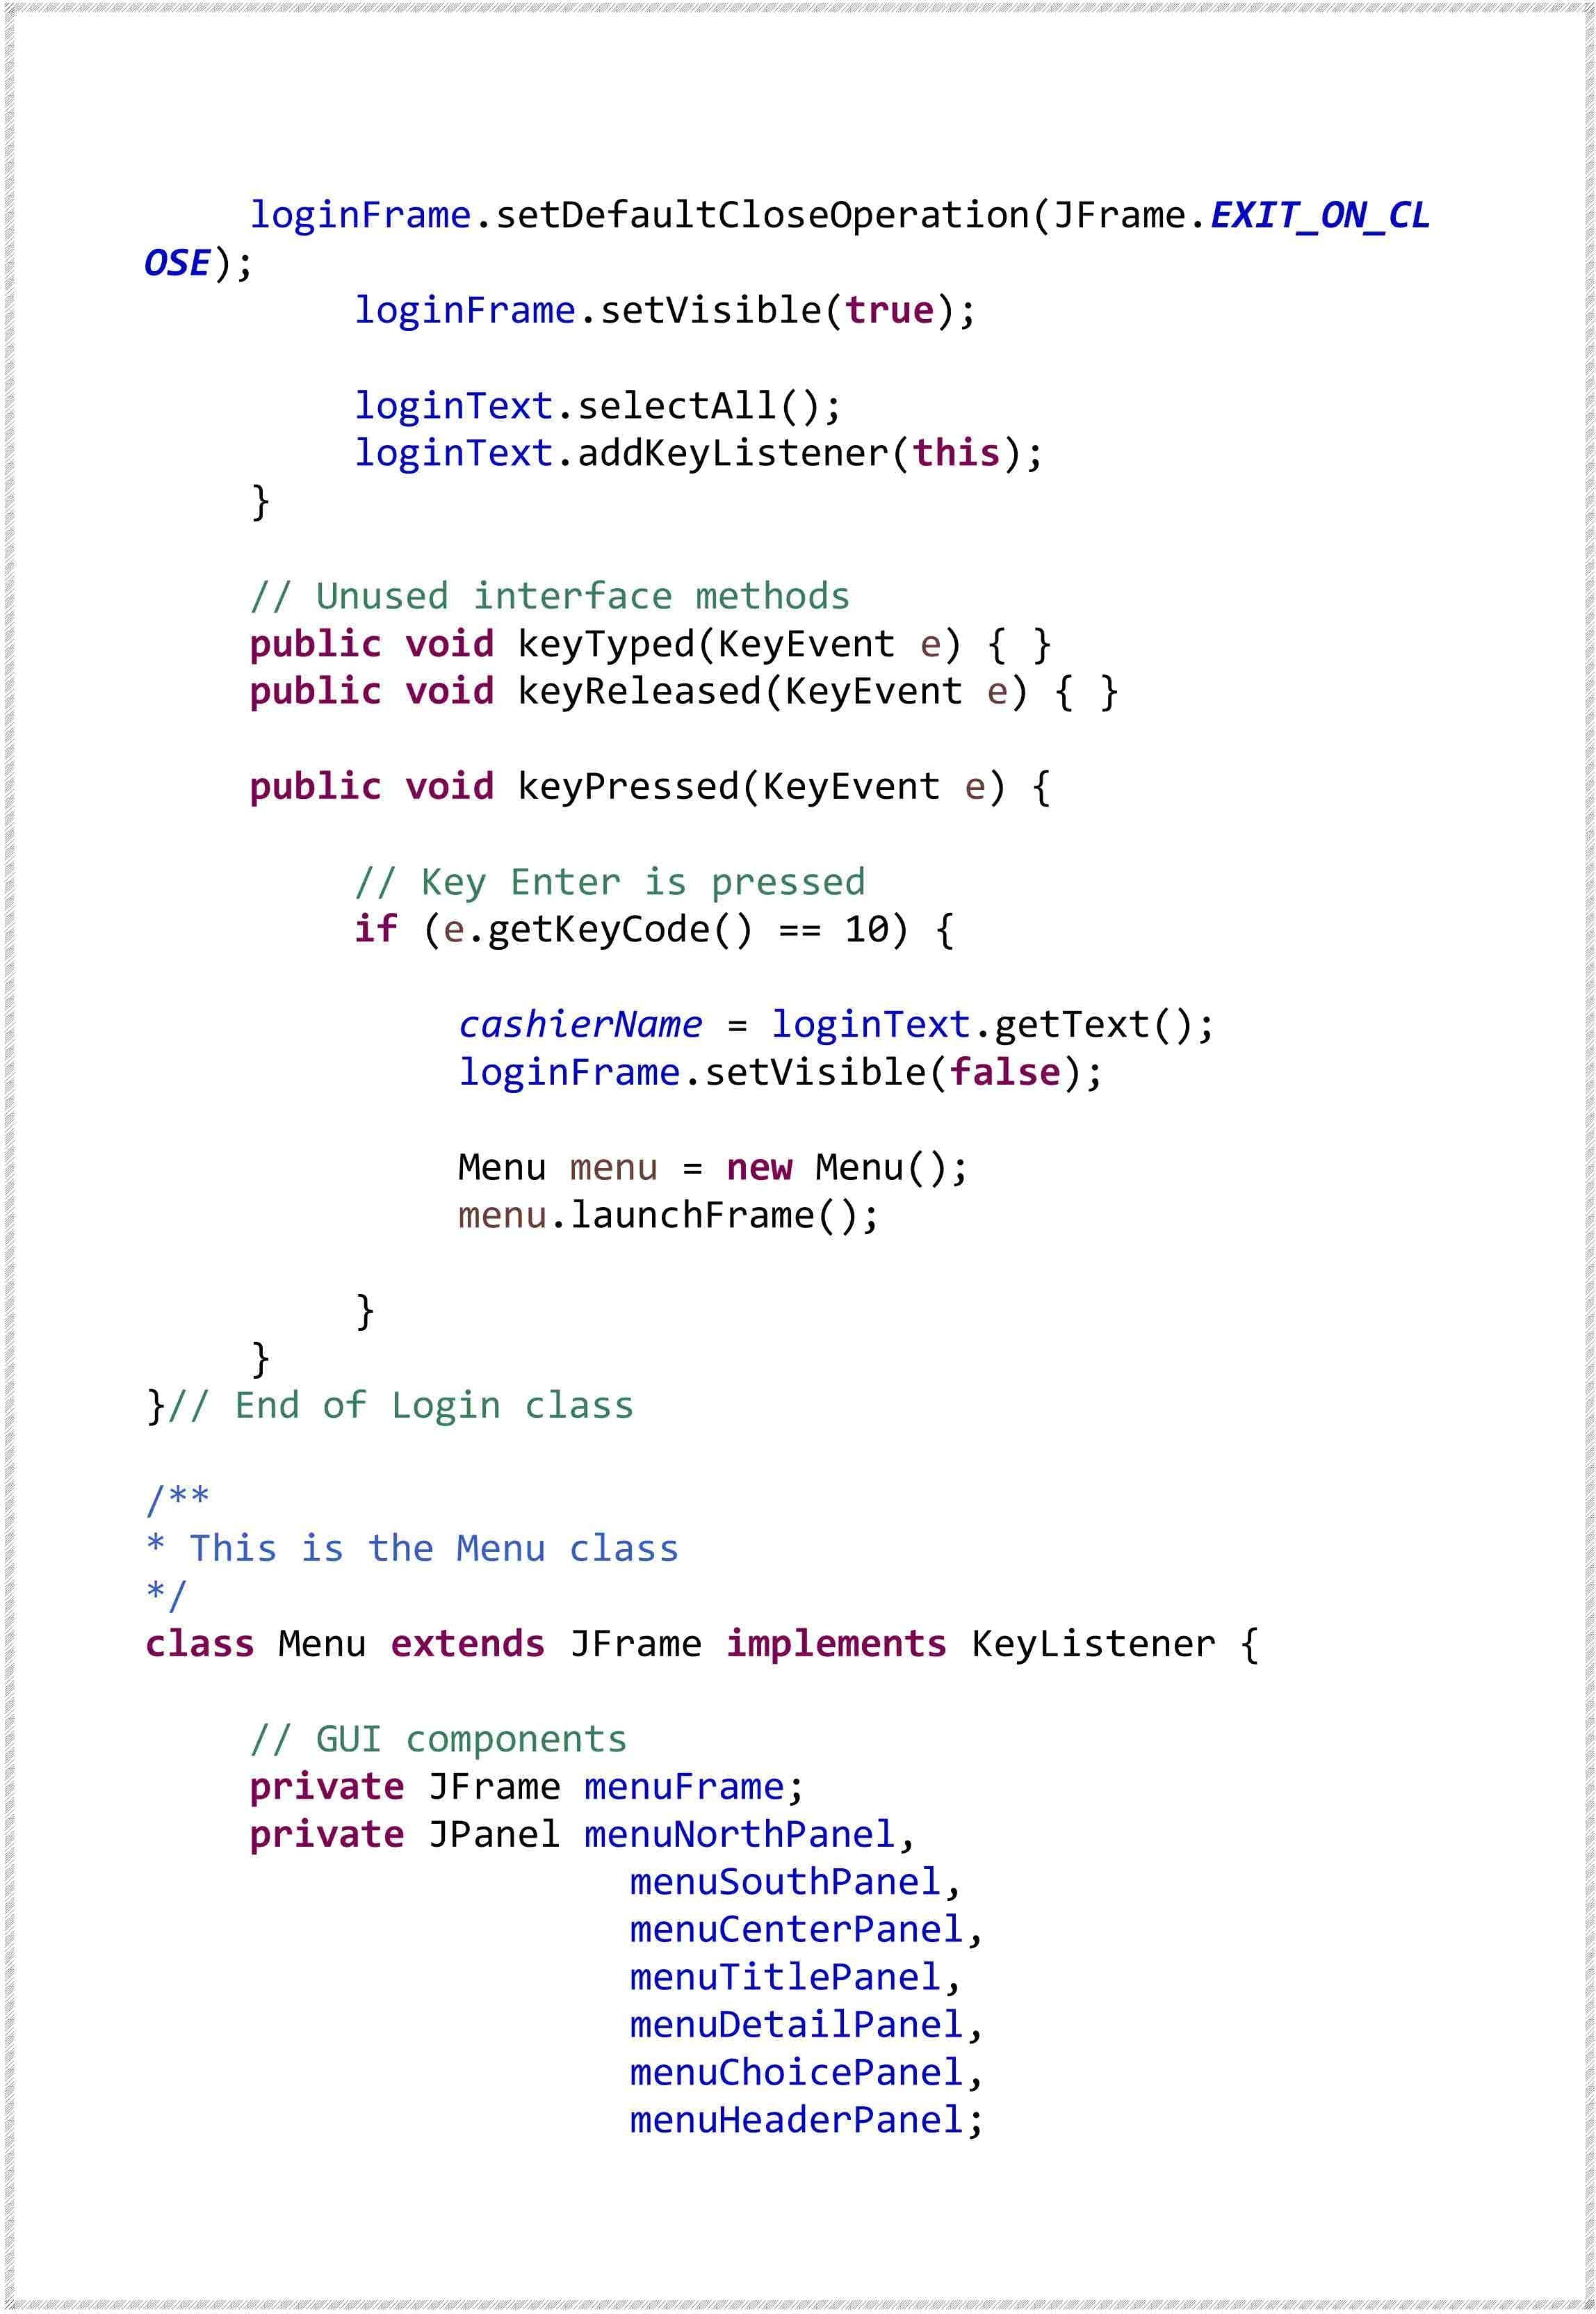 loginFrame.setDefaultCloseOperation(JFrame.EXIT_ON_CL
OSE);
loginFrame.setVisible(true);
loginText.selectAll();
loginText.addKeyListener(this);
}
// Unused interface methods
public void keyTyped(KeyEvent e) { }
public void keyReleased(KeyEvent e) { }
public void keyPressed(KeyEvent e) {
// Key Enter is pressed
if (e.getKeyCode() == 10) {
cashierName = loginText.getText();
loginFrame.setVisible(false);
Menu menu = new Menu();
menu.launchFrame();
}
}
}// End of Login class
/**
* This is the Menu class
*/
class Menu extends JFrame implements KeyListener {
// GUI components
private JFrame menuFrame;
private JPanel menuNorthPanel,
menuSouthPanel,
menuCenterPanel,
menuTitlePanel,
menuDetailPanel,
menuChoicePanel,
menuHeaderPanel;